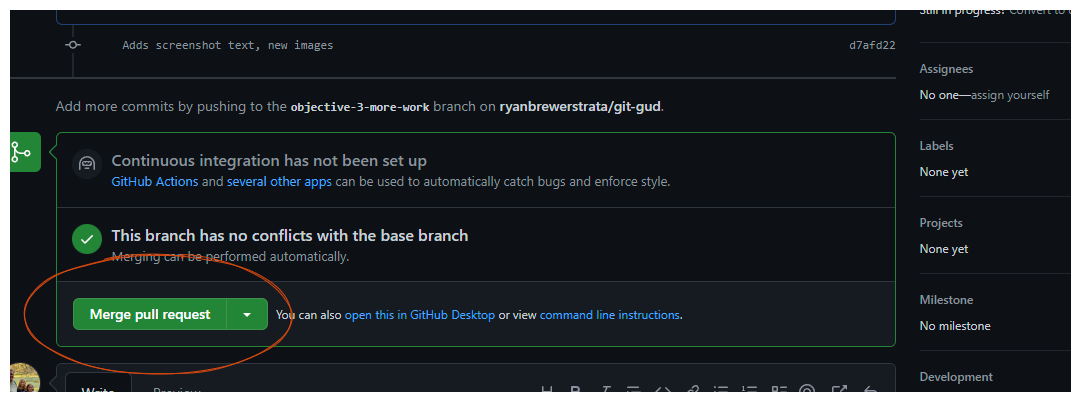 Still in progress? Convert to
Adds screenshot text, new images
d7afd22
Add more commits by pushing to the objective-3-more-work branch on ryanbrewerstrata/git-gud.
Continuous integration has not been set up
GitHub Actions and several other apps can be used to automatically catch bugs and enforce style.
This branch has no conflicts with the base branch
Merging can be performed automatically.
Merge pull request
You can also open this in GitHub Desktop or view command line instructions.
Write
Preview
H B I
Assignees
No one—assign yourself
Labels
None yet
Projects
None yet
Milestone
No milestone
Development